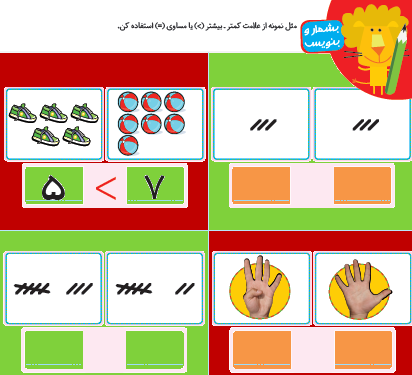 بشمار و
بنویس
مثل نمونه از علامت کمتر ـ بیشتر (>) یا مساوی (=) استفاده کن.
۵ < ۷